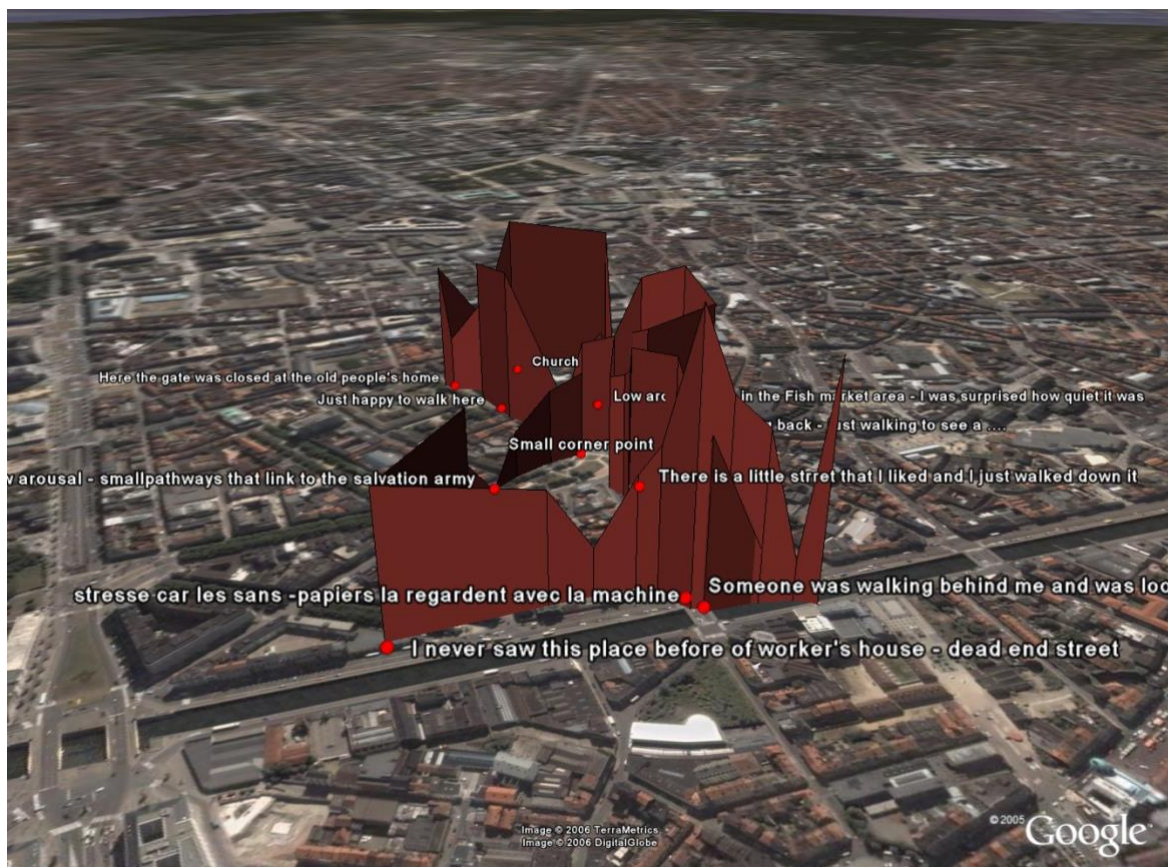 Church
Here the gate was closed at the old people's home
Just happy to walk here
Low
in the Fish market area - I was surprised how quiet it was
back - just walking to see a ....
Small corner point
arousal - smallpathways that link to the salvation army
There is a little strret that I liked and I just walked down it
stresse car les sans -papiers la regardent avec la machine
Someone was walking behind me and was
I never saw this place before of worker's house - dead end street
Image © 2006 TerraMetrics
Image © 2006 DigitalGlobe
© 2005 Google